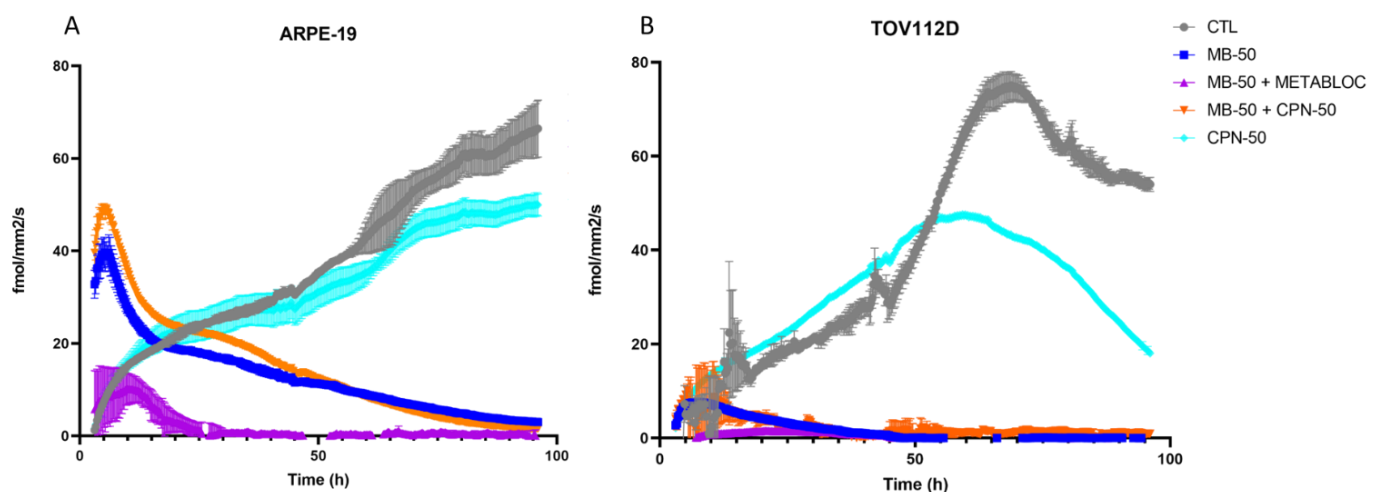 A
ARPE-19
fmol/mm2/s
80
60
40
20
0
0
50
100
Time (h)
B
TOV112D
fmol/mm2/s
80
60
40
20
0
0
50
100
Time (h)
CTL
MB-50
MB-50 + METABLOC
MB-50 + CPN-50
CPN-50